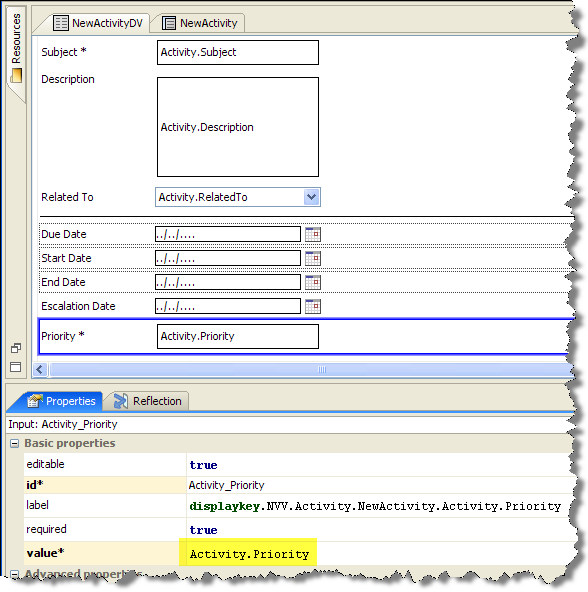 Resources
NewActivityDV NewActivity
Subject * Activity.Subject
Description
Activity.Description
Related To Activity.RelatedTo
Due Date ../../....
Start Date ../../....
End Date ../../....
Escalation Date ../../....
Priority * Activity.Priority
Properties Reflection
Input: Activity_Priority
Basic properties
editable true
id* Activity_Priority
label displaykey.NVV.Activity.NewActivity.Activity.Priority
required true
value* Activity.Priority
Advanced properties